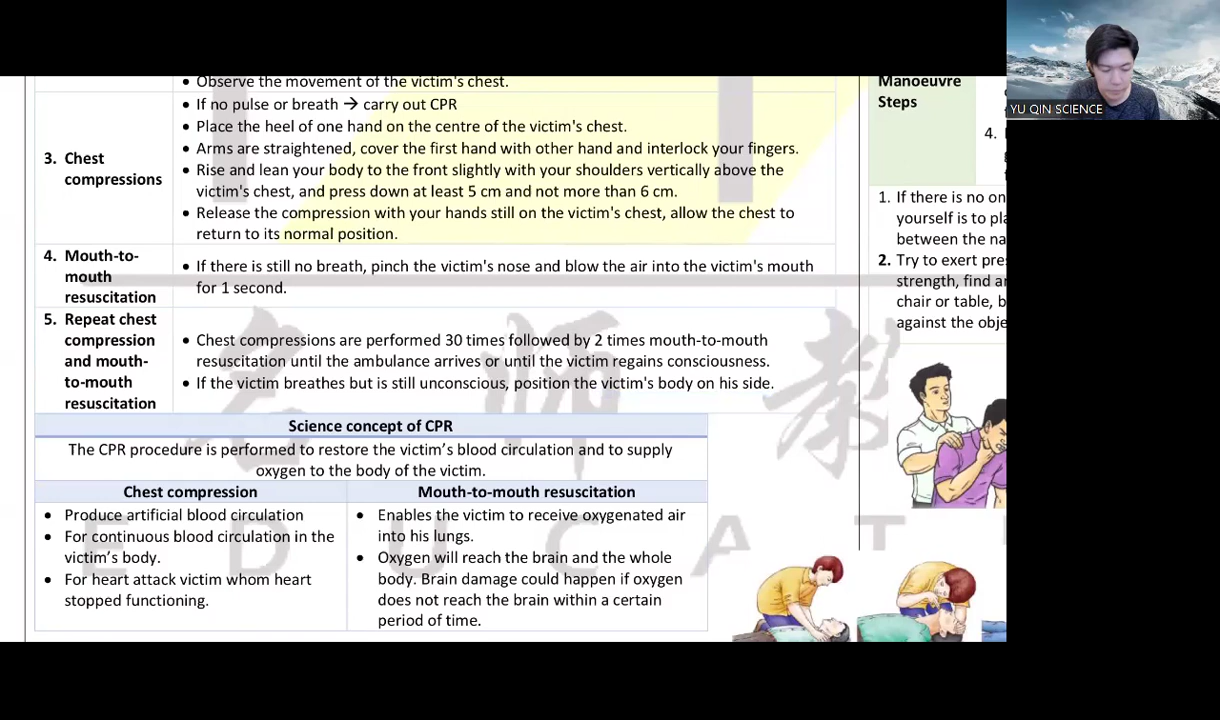 • Observe the movement of the victim's chest.
3. Chest
compressions
• If no pulse or breath → carry out CPR
• Place the heel of one hand on the centre of the victim's chest.
• Arms are straightened, cover the first hand with other hand and interlock your fingers.
• Rise and lean your body to the front slightly with your shoulders vertically above the
victim's chest, and press down at least 5 cm and not more than 6 cm.
• Release the compression with your hands still on the victim's chest, allow the chest to
return to its normal position.
4. Mouth-to-
mouth
resuscitation
• If there is still no breath, pinch the victim's nose and blow the air into the victim's mouth
for 1 second.
5. Repeat chest
compression
and mouth-
to-mouth
resuscitation
• Chest compressions are performed 30 times followed by 2 times mouth-to-mouth
resuscitation until the ambulance arrives or until the victim regains consciousness.
• If the victim breathes but is still unconscious, position the victim's body on his side.
Science concept of CPR
The CPR procedure is performed to restore the victim's blood circulation and to supply
oxygen to the body of the victim.
Chest compression
• Produce artificial blood circulation
• For continuous blood circulation in the
victim's body.
• For heart attack victim whom heart
stopped functioning.
Mouth-to-mouth resuscitation
• Enables the victim to receive oxygenated air
into his lungs.
• Oxygen will reach the brain and the whole
body. Brain damage could happen if oxygen
does not reach the brain within a certain
period of time.
Manoeuvre
Steps
4.
1. If there is no on
yourself is to pla
between the na
2. Try to exert pres
strength, find a
chair or table, b
against the obje
YU QIN SCIENCE
名师教
E D U C A T